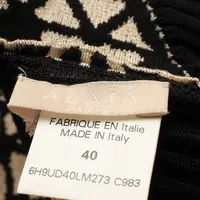 ALAÏA
FABRIQUE EN Italie
MADE IN Italy
40
6H9UD40LM273 C983